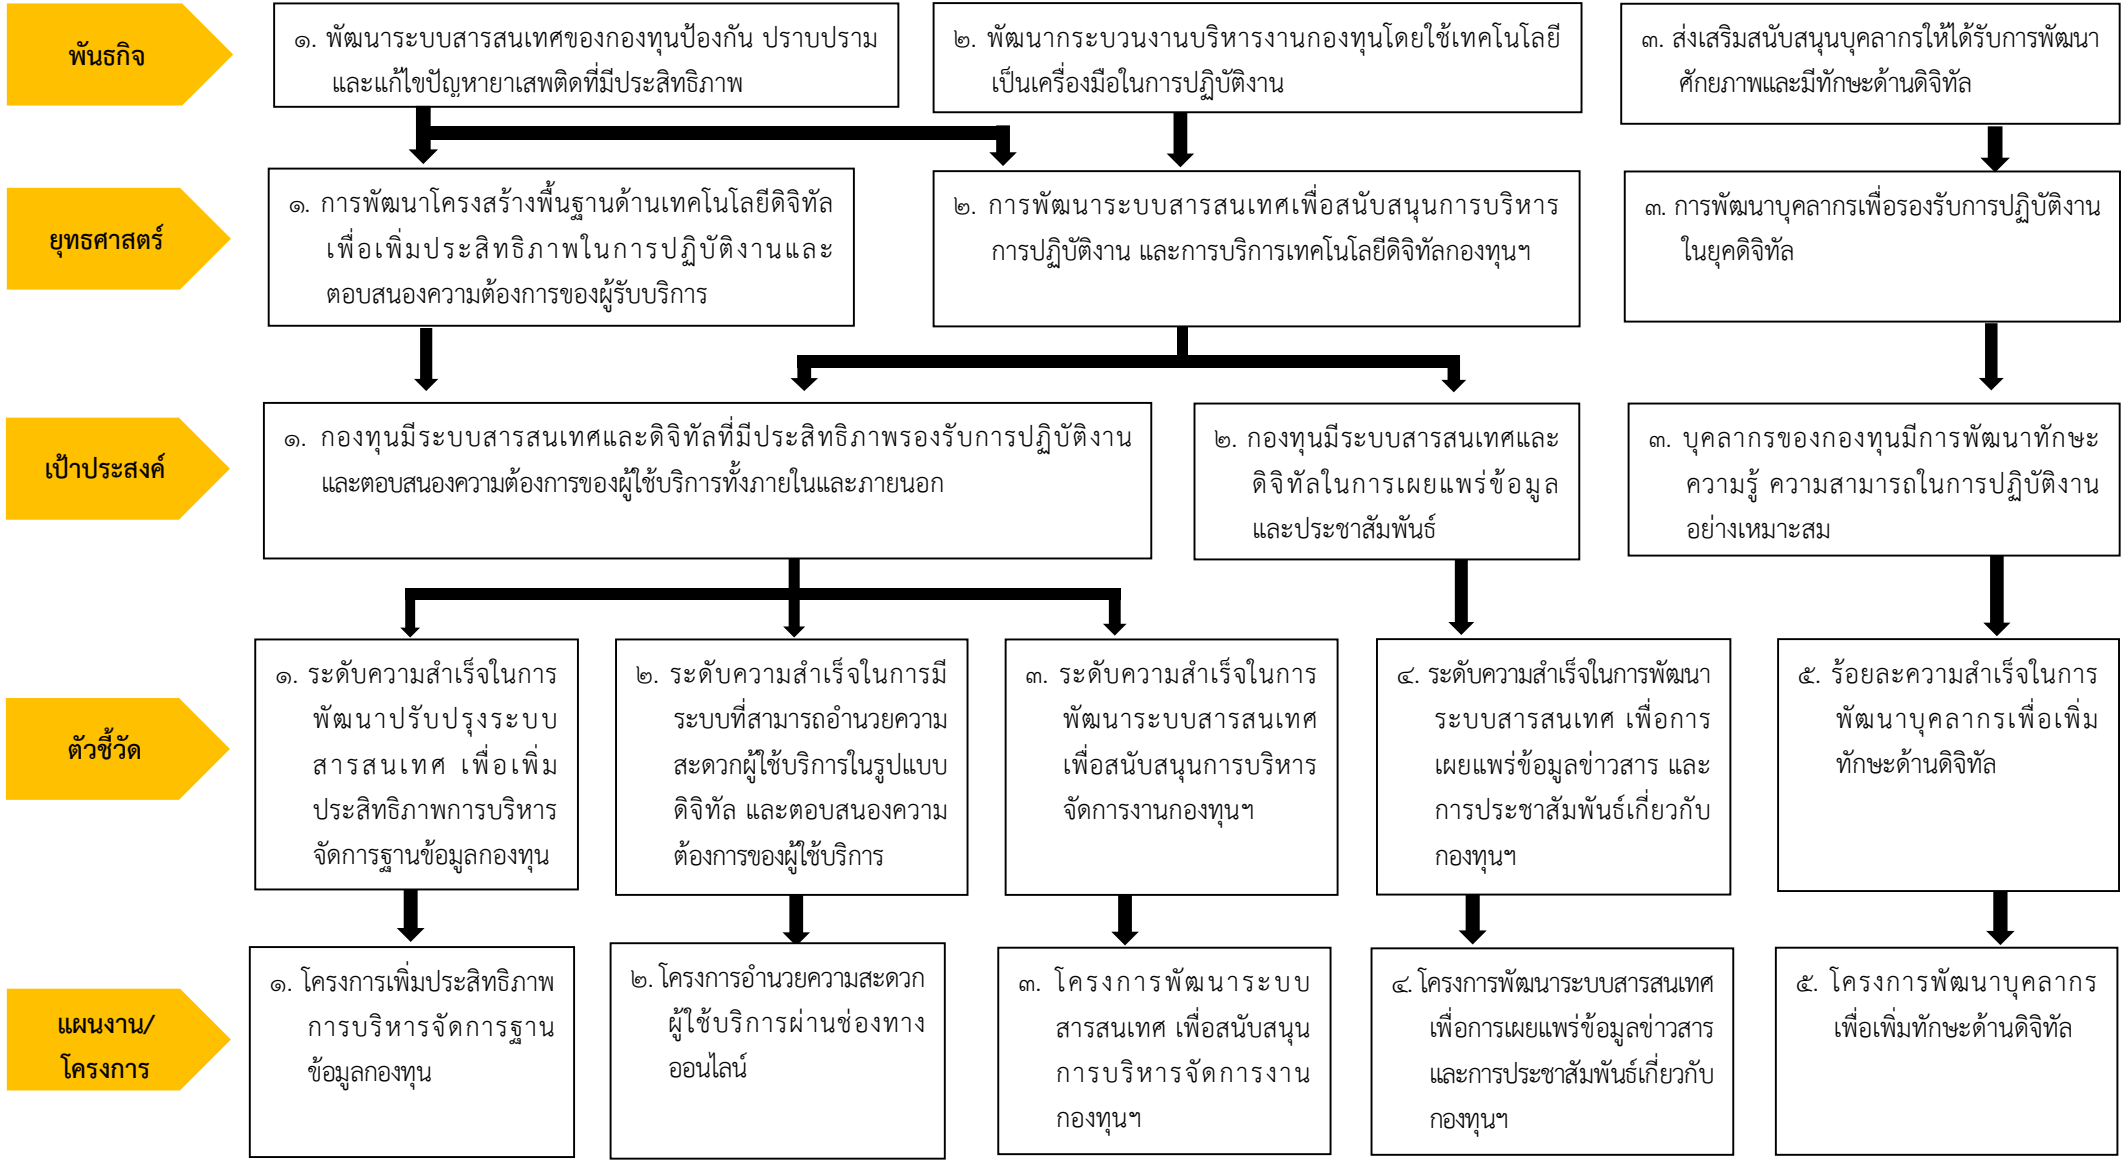 พันธกิจ
๑. พัฒนาระบบสารสนเทศของกองทุนป้องกัน ปราบปราม
และแก้ไขปัญหายาเสพติดที่มีประสิทธิภาพ
๒. พัฒนากระบวนงานบริหารงานกองทุนโดยใช้เทคโนโลยี
เป็นเครื่องมือในการปฏิบัติงาน
๓. ส่งเสริมสนับสนุนบุคลากรให้ได้รับการพัฒนา
ศักยภาพและมีทักษะด้านดิจิทัล
ยุทธศาสตร์
๑. การพัฒนาโครงสร้างพื้นฐานด้านเทคโนโลยีดิจิทัล
เพื่อเพิ่มประสิทธิภาพในการปฏิบัติงานและ
ตอบสนองความต้องการของผู้รับบริการ
๒. การพัฒนาระบบสารสนเทศเพื่อสนับสนุนการบริหาร
การปฏิบัติงาน และการบริการเทคโนโลยีดิจิทัลกองทุนฯ
๓. การพัฒนาบุคลากรเพื่อรองรับการปฏิบัติงาน
ในยุคดิจิทัล
เป้าประสงค์
๑. กองทุนมีระบบสารสนเทศและดิจิทัลที่มีประสิทธิภาพรองรับการปฏิบัติงาน
และตอบสนองความต้องการของผู้ใช้บริการทั้งภายในและภายนอก
๒. กองทุนมีระบบสารสนเทศและ
ดิจิทัลในการเผยแพร่ข้อมูล
และประชาสัมพันธ์
๓. บุคลากรของกองทุนมีการพัฒนาทักษะ
ความรู้ ความสามารถในการปฏิบัติงาน
อย่างเหมาะสม
ตัวชี้วัด
๑. ระดับความสำเร็จในการ
พัฒนาปรับปรุงระบบ
สารสนเทศ เพื่อเพิ่ม
ประสิทธิภาพการบริหาร
จัดการฐานข้อมูลกองทุน
๒. ระดับความสำเร็จในการมี
ระบบที่สามารถอำนวยความ
สะดวกผู้ใช้บริการในรูปแบบ
ดิจิทัล และตอบสนองความ
ต้องการของผู้ใช้บริการ
๓. ระดับความสำเร็จในการ
พัฒนาระบบสารสนเทศ
เพื่อสนับสนุนการบริหาร
จัดการงานกองทุนฯ
๔. ระดับความสำเร็จในการพัฒนา
ระบบสารสนเทศ เพื่อการ
เผยแพร่ข้อมูลข่าวสาร และ
การประชาสัมพันธ์เกี่ยวกับ
กองทุนฯ
๕. ร้อยละความสำเร็จในการ
พัฒนาบุคลากรเพื่อเพิ่ม
ทักษะด้านดิจิทัล
แผนงาน/
โครงการ
๑. โครงการเพิ่มประสิทธิภาพ
การบริหารจัดการฐาน
ข้อมูลกองทุน
๒. โครงการอำนวยความสะดวก
ผู้ใช้บริการผ่านช่องทาง
ออนไลน์
๓. โครงการพัฒนาระบบ
สารสนเทศ เพื่อสนับสนุน
การบริหารจัดการงาน
กองทุนฯ
๔. โครงการพัฒนาระบบสารสนเทศ
เพื่อการเผยแพร่ข้อมูลข่าวสาร
และการประชาสัมพันธ์เกี่ยวกับ
กองทุนฯ
๕. โครงการพัฒนาบุคลากร
เพื่อเพิ่มทักษะด้านดิจิทัล